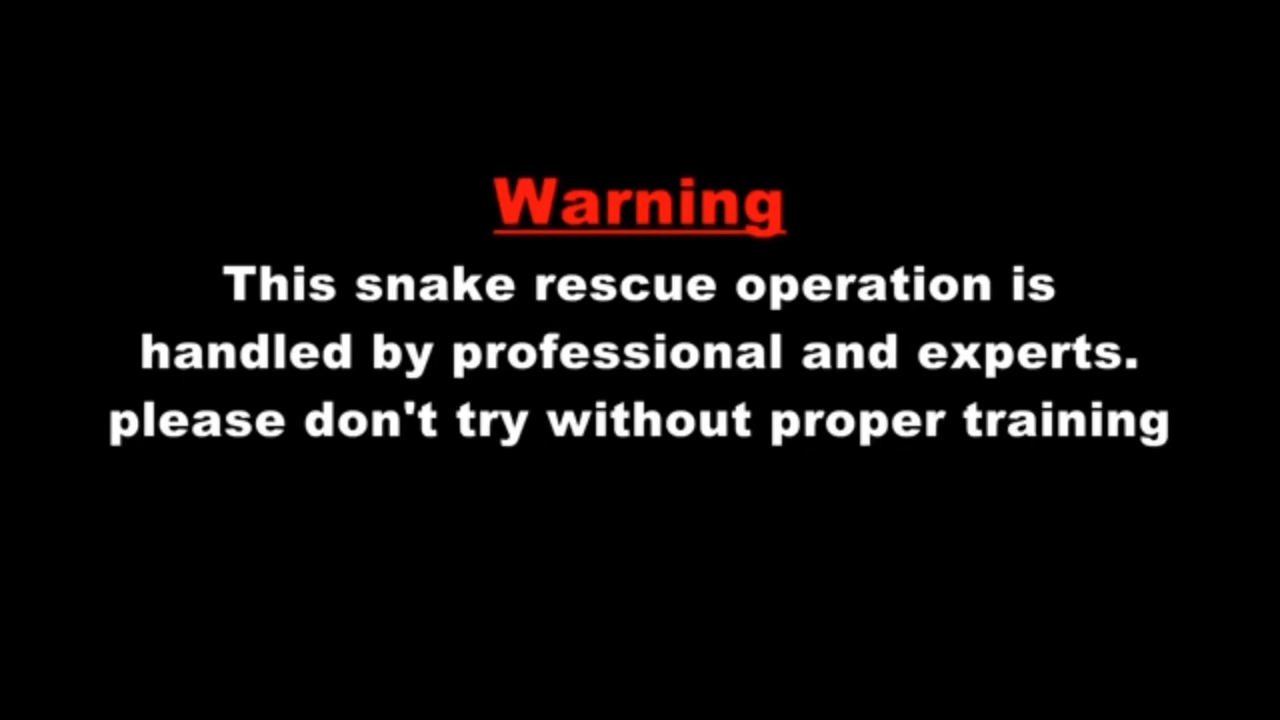 Warning
This snake rescue operation is
handled by professional and experts.
please don't try without proper training